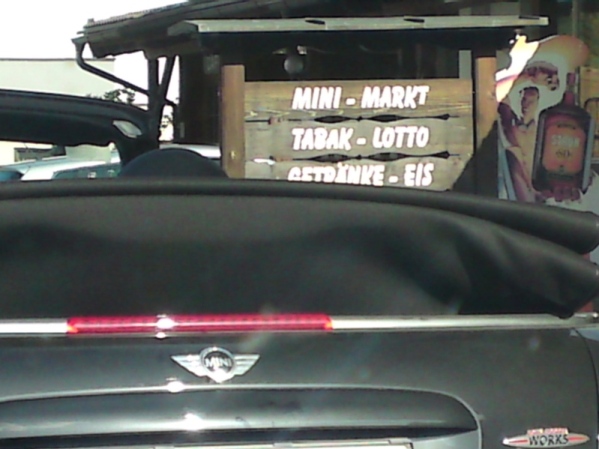 MINI - MARKT
TABAK - LOTTO
GETRÄNKE - EIS
MINI
WORKS